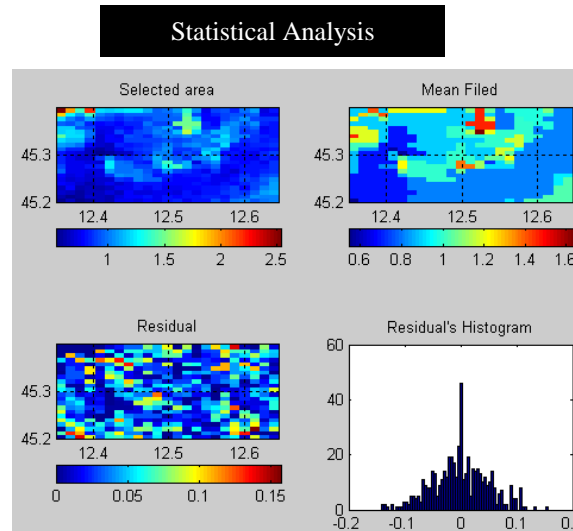 Statistical Analysis
Selected area
45.3
45.2
12.4 12.5 12.6
1 1.5 2 2.5
Mean Filed
45.3
45.2
12.4 12.5 12.6
0.6 0.8 1 1.2 1.4 1.6
Residual
45.3
45.2
12.4 12.5 12.6
0 0.05 0.1 0.15
Residual's Histogram
60
40
20
0
-0.2 -0.1 0 0.1